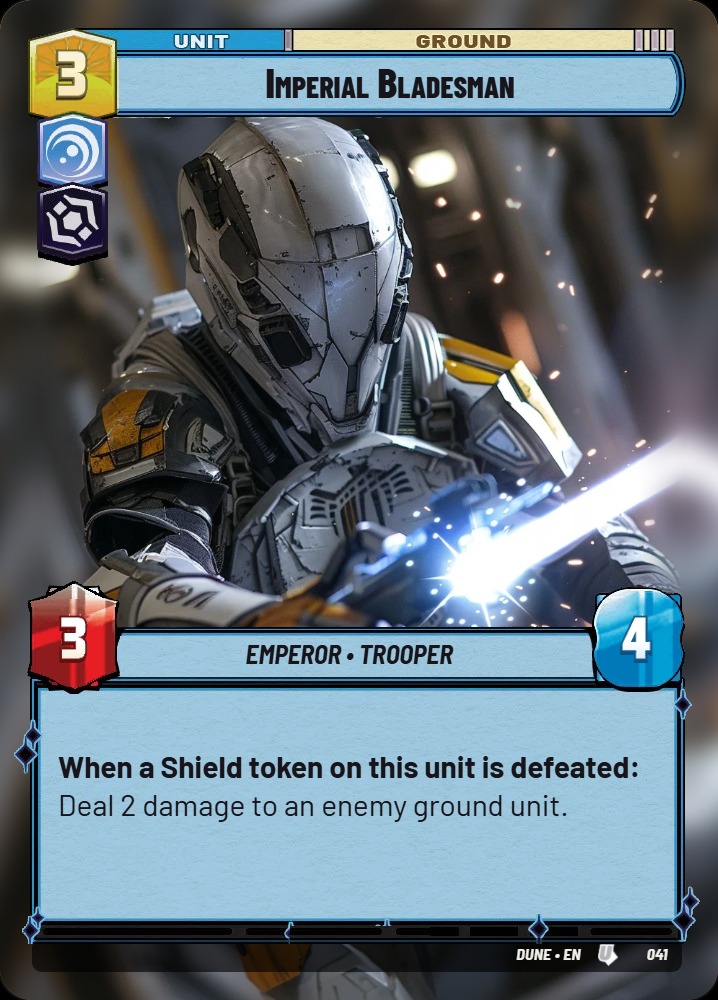 UNIT
GROUND
3
IMPERIAL BLADESMAN
3
EMPEROR • TROOPER
4
When a Shield token on this unit is defeated:
Deal 2 damage to an enemy ground unit.
DUNE • EN
041